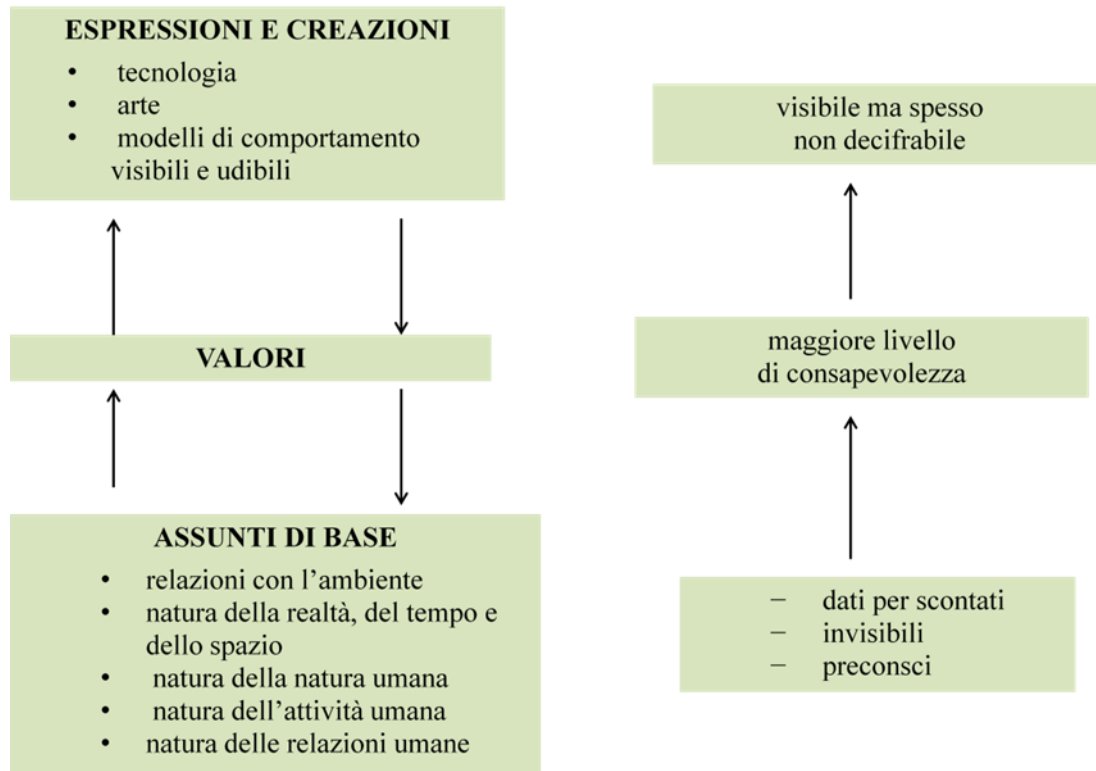 ESPRESSIONI E CREAZIONI
• tecnologia
• arte
• modelli di comportamento
visibili e udibili
VALORI
ASSUNTI DI BASE
• relazioni con l’ambiente
• natura della realtà, del tempo e
dello spazio
• natura della natura umana
• natura dell’attività umana
• natura delle relazioni umane
visibile ma spesso
non decifrabile
maggiore livello
di consapevolezza
– dati per scontati
– invisibili
– preconsci